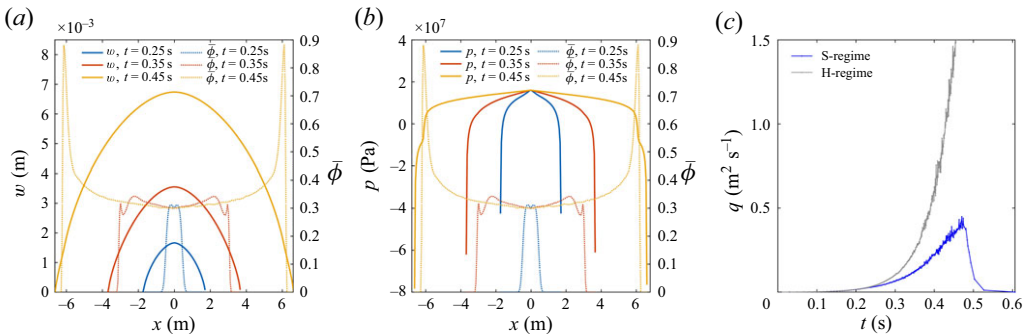 (a)
×10⁻³
8
7
6
5
4
3
2
1
0
w (m)
w, t = 0.25 s
w, t = 0.35 s
w, t = 0.45 s
ϕ̄, t = 0.25 s
ϕ̄, t = 0.35 s
ϕ̄, t = 0.45s
0.9
0.8
0.7
0.6
0.5
0.4
0.3
0.2
0.1
0
ϕ̄
−6 −4 −2 0 2 4 6
x (m)
(b)
×10⁷
4
2
0
−2
−4
−6
−8
p (Pa)
p, t = 0.25 s
p, t = 0.35 s
p, t = 0.45 s
ϕ̄, t = 0.25 s
ϕ̄, t = 0.35 s
ϕ̄, t = 0.45s
0.9
0.8
0.7
0.6
0.5
0.4
0.3
0.2
0.1
0
ϕ̄
−6 −4 −2 0 2 4 6
x (m)
(c)
1.5
1.0
0.5
q (m² s⁻¹)
S-regime
H-regime
0 0.1 0.2 0.3 0.4 0.5 0.6
t (s)